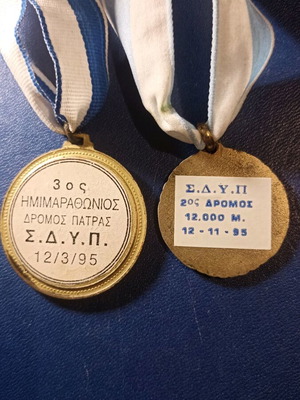 3ος
ΗΜΙΜΑΡΑΘΩΝΙΟΣ
ΔΡΟΜΟΣ ΠΑΤΡΑΣ
Σ.Δ.Υ.Π.
12/3/95
Σ.Δ.Υ.Π
2ος ΔΡΟΜΟΣ
12.000 Μ.
12 - 11 - 95